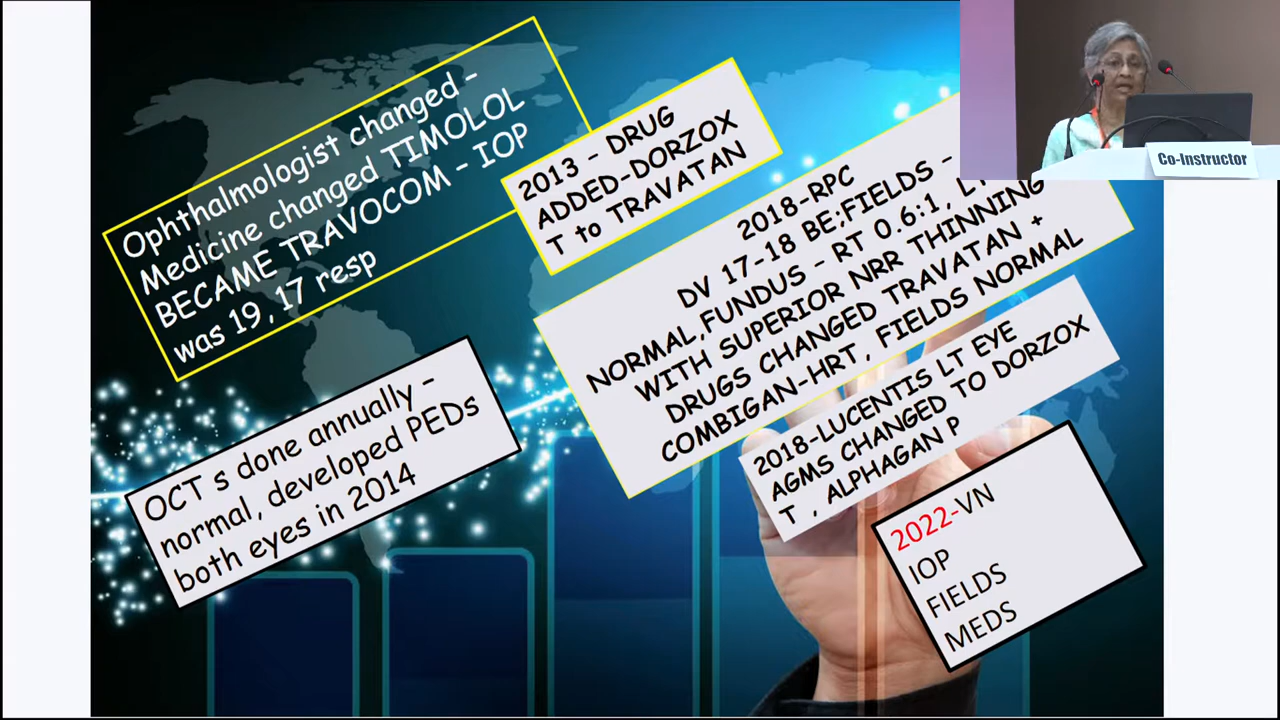 Ophthalmologist changed -
Medicine changed TIMOLOL
BECAME TRAVOCOM - IOP
was 19, 17 resp
2013 - DRUG
ADDED-DORZOX
T to TRAVATAN
2018-RPC
DV 17-18 BE;FIELDS -
NORMAL,FUNDUS - RT 0.6:1,
WITH SUPERIOR NRR THINNING
DRUGS CHANGED TRAVATAN +
COMBIGAN-HRT, FIELDS NORMAL
OCT s done annually -
normal, developed PEDs
both eyes in 2014
2018-LUCENTIS LT EYE
AGMS CHANGED TO DORZOX
T , ALPHAGAN P
2022-VN
IOP
FIELDS
MEDS
Co-Instructor